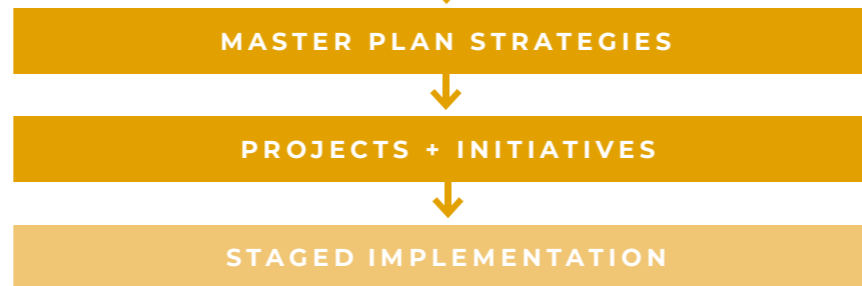 MASTER PLAN STRATEGIES
PROJECTS + INITIATIVES
STAGED IMPLEMENTATION